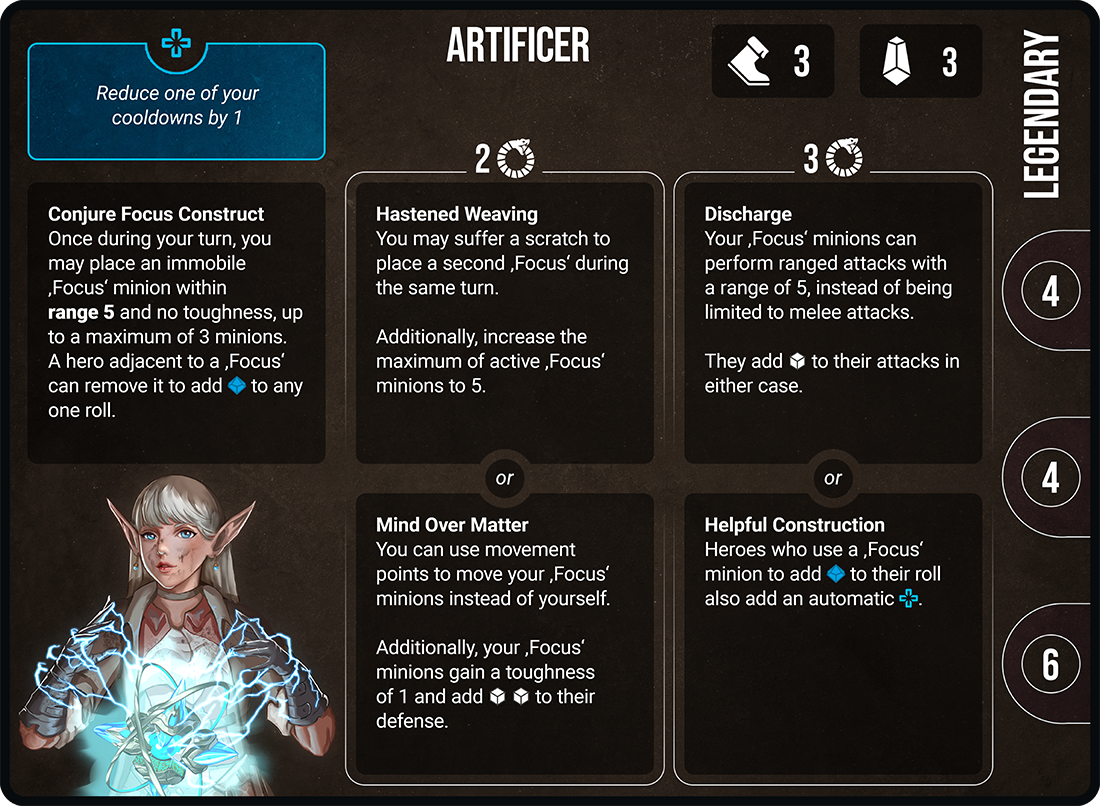 ARTIFICER
3
3
LEGENDARY
Reduce one of your
cooldowns by 1
Conjure Focus Construct
Once during your turn, you
may place an immobile
‚Focus‘ minion within
range 5 and no toughness, up
to a maximum of 3 minions.
A hero adjacent to a ‚Focus‘
can remove it to add to any
one roll.
2
Hastened Weaving
You may suffer a scratch to
place a second ‚Focus‘ during
the same turn.
Additionally, increase the
maximum of active ‚Focus‘
minions to 5.
or
Mind Over Matter
You can use movement
points to move your ‚Focus‘
minions instead of yourself.
Additionally, your ‚Focus‘
minions gain a toughness
of 1 and add to their
defense.
3
Discharge
Your ‚Focus‘ minions can
perform ranged attacks with
a range of 5, instead of being
limited to melee attacks.
They add to their attacks in
either case.
or
Helpful Construction
Heroes who use a ‚Focus‘
minion to add to their roll
also add an automatic .
4
4
6